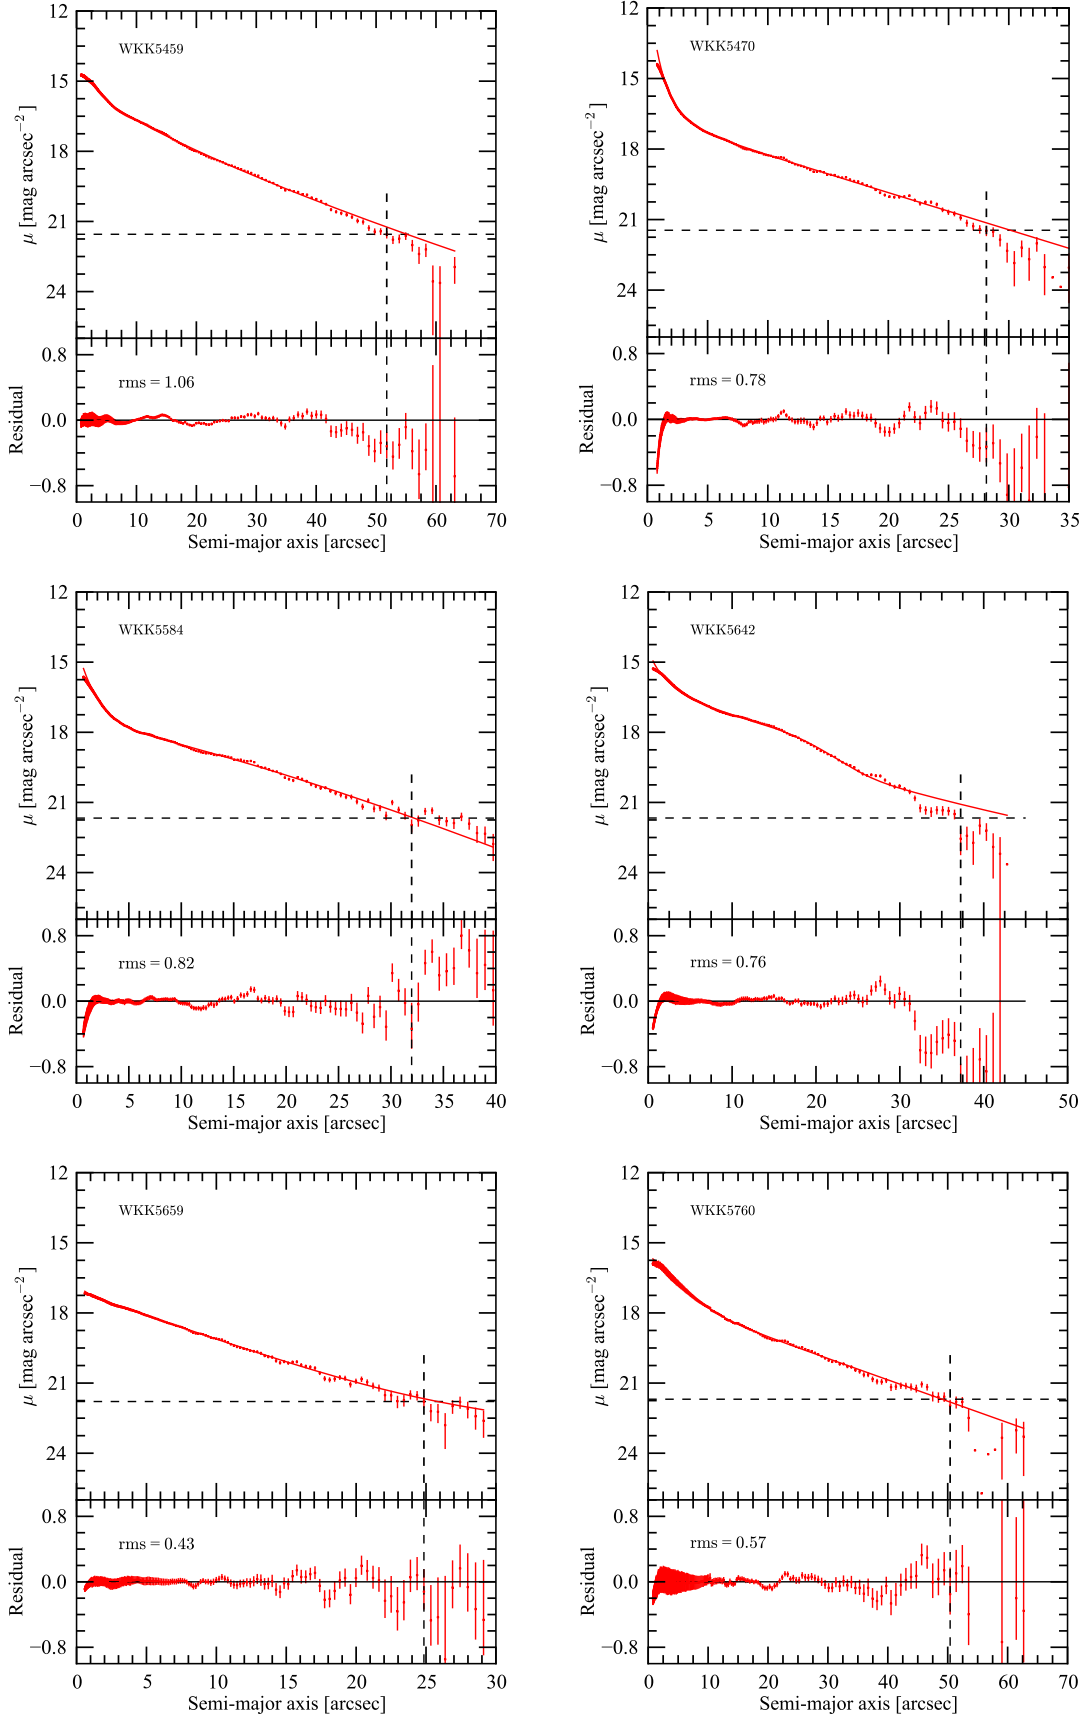 12
15
18
21
24
μ [mag arcsec⁻²]
WKK5459
0.8
0.0
−0.8
Residual
rms = 1.06
0 10 20 30 40 50 60 70
Semi-major axis [arcsec]
12
15
18
21
24
μ [mag arcsec⁻²]
WKK5470
0.8
0.0
−0.8
Residual
rms = 0.78
0 5 10 15 20 25 30 35
Semi-major axis [arcsec]
12
15
18
21
24
μ [mag arcsec⁻²]
WKK5584
0.8
0.0
−0.8
Residual
rms = 0.82
0 5 10 15 20 25 30 35 40
Semi-major axis [arcsec]
12
15
18
21
24
μ [mag arcsec⁻²]
WKK5642
0.8
0.0
−0.8
Residual
rms = 0.76
0 10 20 30 40 50
Semi-major axis [arcsec]
12
15
18
21
24
μ [mag arcsec⁻²]
WKK5659
0.8
0.0
−0.8
Residual
rms = 0.43
0 5 10 15 20 25 30
Semi-major axis [arcsec]
12
15
18
21
24
μ [mag arcsec⁻²]
WKK5760
0.8
0.0
−0.8
Residual
rms = 0.57
0 10 20 30 40 50 60 70
Semi-major axis [arcsec]